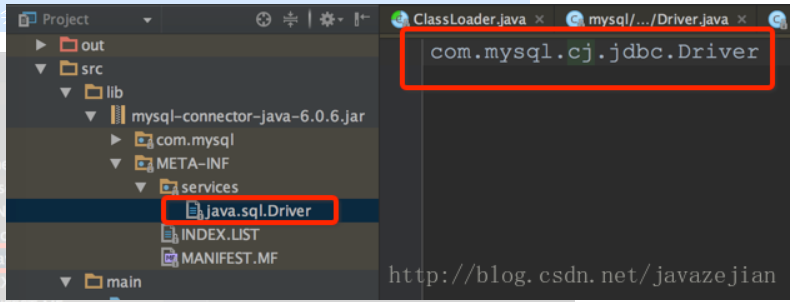 Project
ClassLoader.java
mysql/.../Driver.java
out
src
lib
mysql-connector-java-6.0.6.jar
com.mysql
META-INF
services
java.sql.Driver
INDEX.LIST
MANIFEST.MF
main
com.mysql.cj.jdbc.Driver
http://blog.csdn.net/javazejian